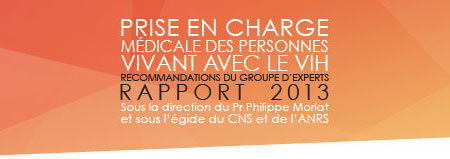 PRISE EN CHARGE
MÉDICALE DES PERSONNES
VIVANT AVEC LE VIH
RECOMMANDATIONS DU GROUPE D'EXPERTS
RAPPORT 2013
Sous la direction du Pr Philippe Morlat
et sous l'égide du CNS et de l'ANRS